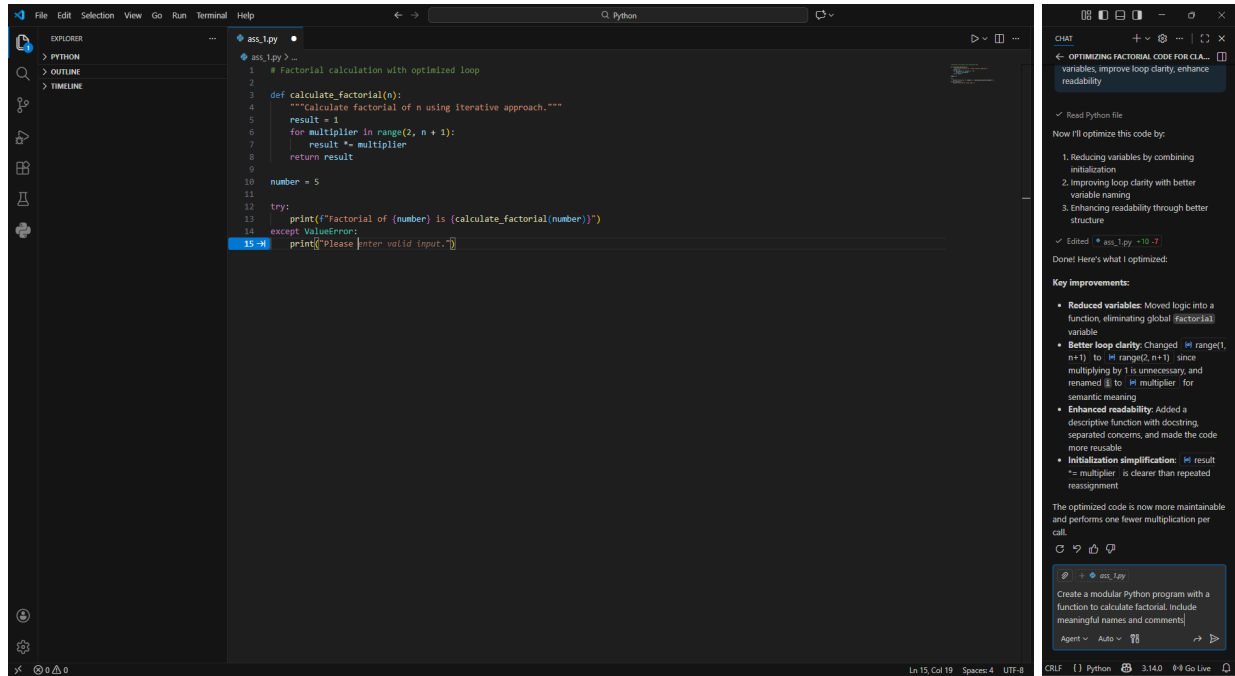 File Edit Selection View Go Run Terminal Help
Python
EXPLORER
PYTHON
OUTLINE
TIMELINE
1
ass_1.py
ass_1.py > ...
1 # Factorial calculation with optimized loop
2
3 def calculate_factorial(n):
4 """Calculate factorial of n using iterative approach."""
5 result = 1
6 for multiplier in range(2, n + 1):
7 result *= multiplier
8 return result
9
10 number = 5
11
12 try:
13 print(f"Factorial of {number} is {calculate_factorial(number)}")
14 except ValueError:
15 print("Please enter valid input.")
0 0
Ln 15, Col 19 Spaces: 4 UTF-8
CHAT
OPTIMIZING FACTORIAL CODE FOR CLA...
variables, improve loop clarity, enhance
readability
Read Python file
Now I'll optimize this code by:
1. Reducing variables by combining
initialization
2. Improving loop clarity with better
variable naming
3. Enhancing readability through better
structure
Edited ass_1.py +10 -7
Done! Here's what I optimized:
Key improvements:
• Reduced variables: Moved logic into a
function, eliminating global factorial
variable
• Better loop clarity: Changed range(1,
n+1) to range(2, n+1) since
multiplying by 1 is unnecessary, and
renamed i to multiplier for
semantic meaning
• Enhanced readability: Added a
descriptive function with docstring,
separated concerns, and made the code
more reusable
• Initialization simplification: result
*= multiplier is clearer than repeated
reassignment
The optimized code is now more maintainable
and performs one fewer multiplication per
call.
+ ass_1.py
Create a modular Python program with a
function to calculate factorial. Include
meaningful names and comments
Agent Auto
CRLF { } Python 3.14.0 Go Live